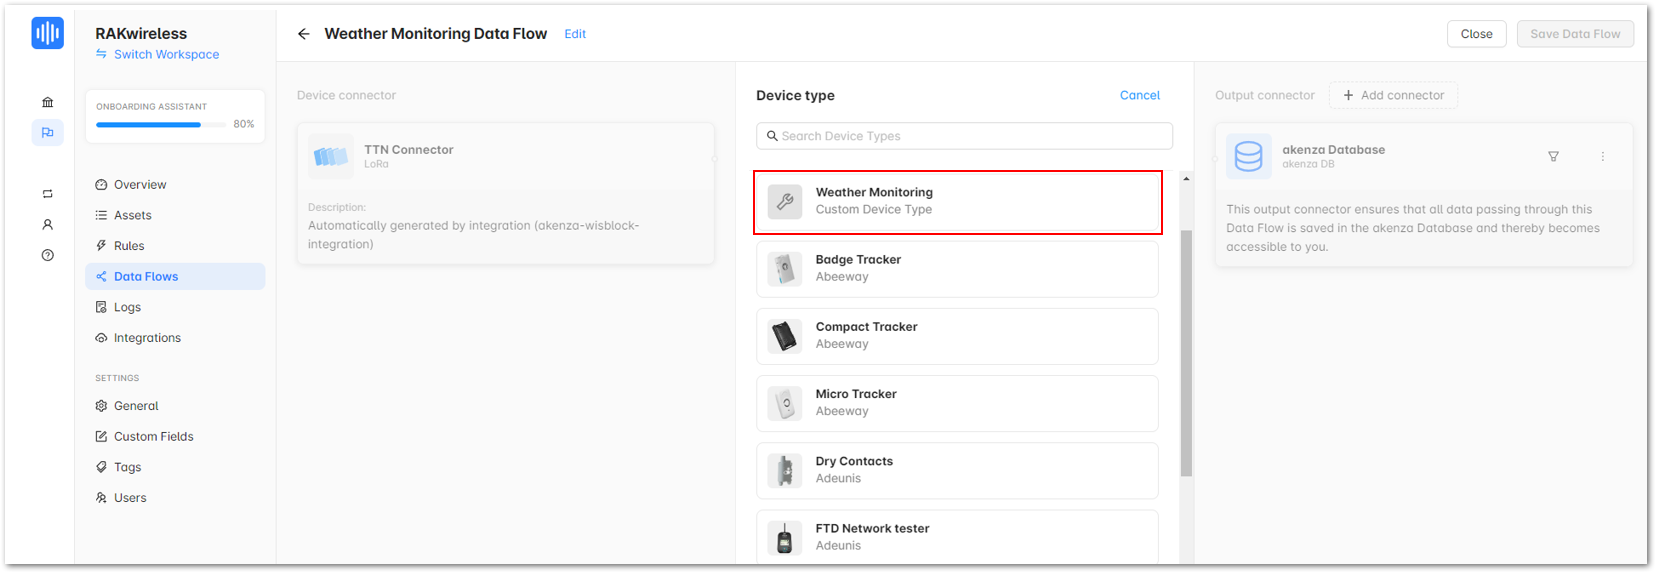 RAKwireless
Switch Workspace
ONBOARDING ASSISTANT
80%
Overview
Assets
Rules
Data Flows
Logs
Integrations
SETTINGS
General
Custom Fields
Tags
Users
Weather Monitoring Data Flow Edit
Close
Save Data Flow
Device connector
TTN Connector
LoRa
Description:
Automatically generated by integration (akenza-wisblock-
integration)
Device type
Cancel
Search Device Types
Weather Monitoring
Custom Device Type
Badge Tracker
Abeeway
Compact Tracker
Abeeway
Micro Tracker
Abeeway
Dry Contacts
Adeunis
FTD Network tester
Adeunis
Output connector
+ Add connector
akenza Database
akenza DB
This output connector ensures that all data passing through this
Data Flow is saved in the akenza Database and thereby becomes
accessible to you.